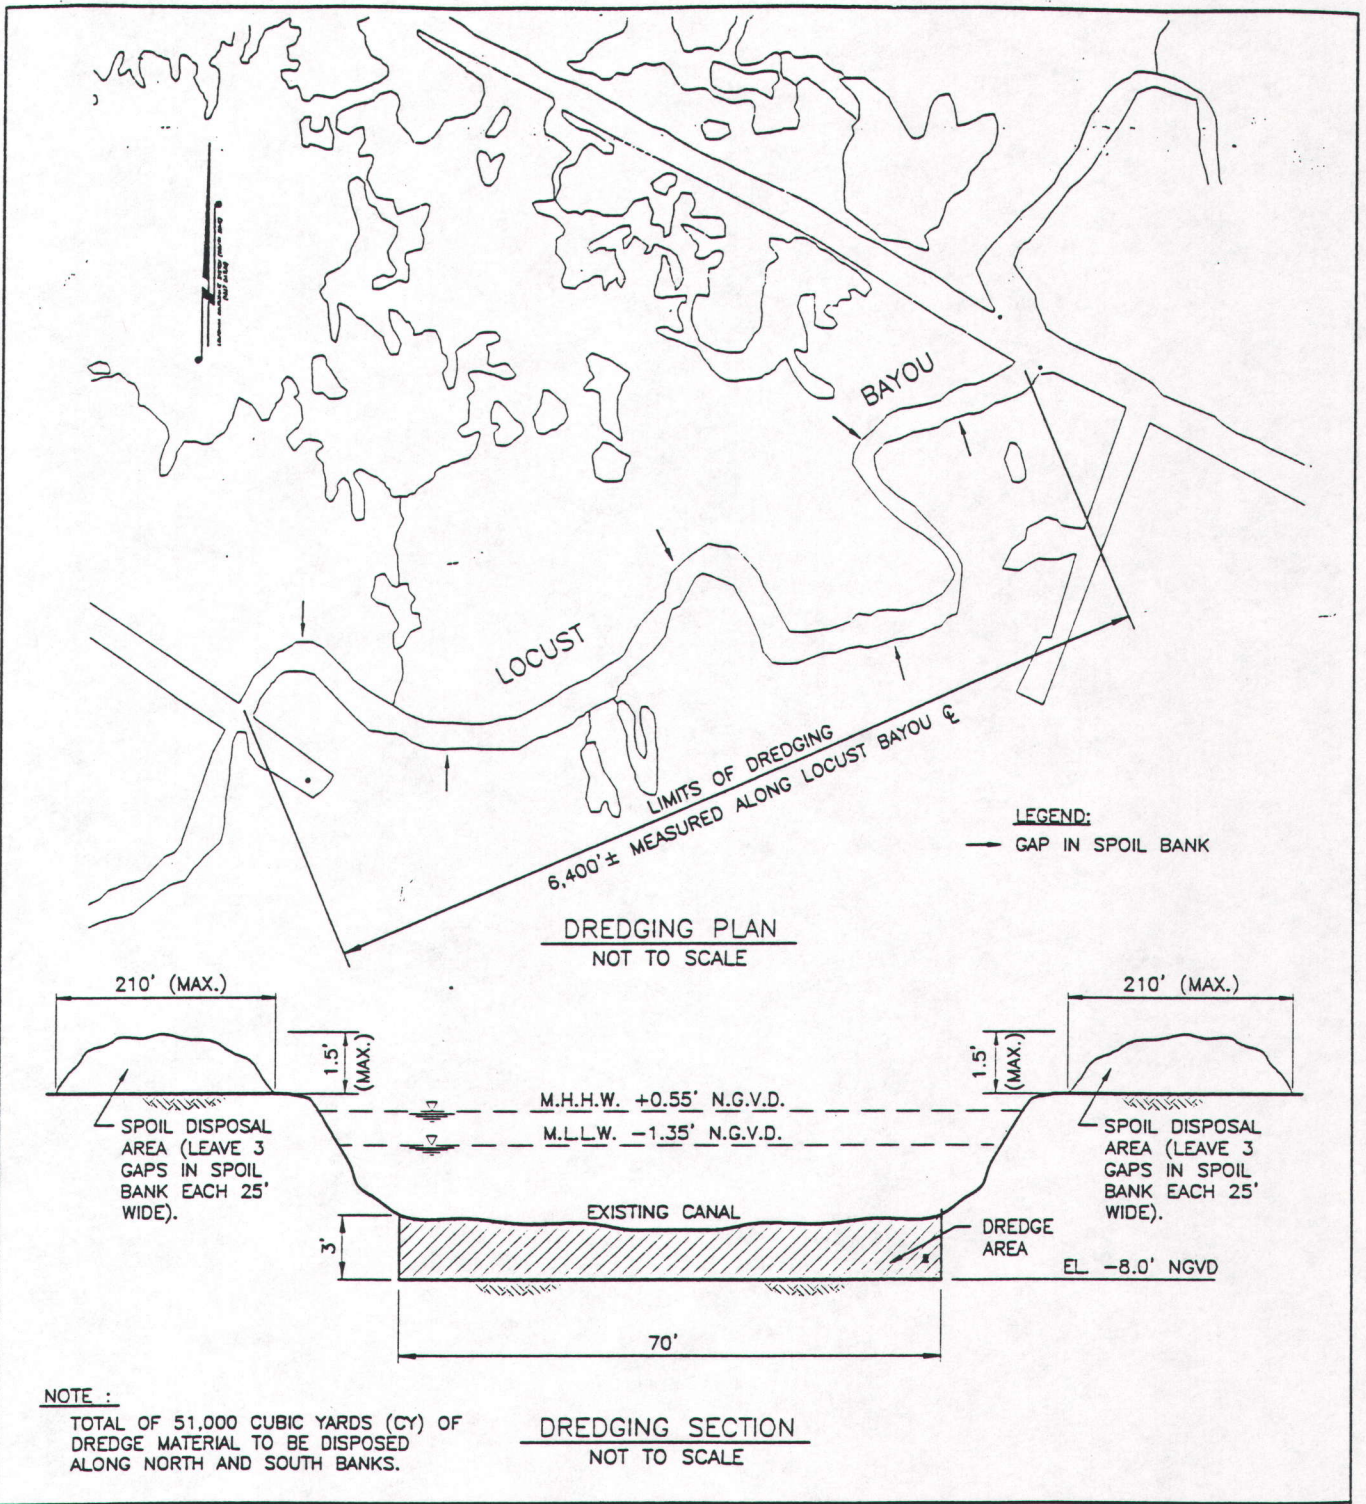 BAYOU
LOCUST
LIMITS OF DREDGING
6,400'± MEASURED ALONG LOCUST BAYOU ℄
LEGEND:
→ GAP IN SPOIL BANK
DREDGING PLAN
NOT TO SCALE
210' (MAX.)
1.5'
(MAX.)
SPOIL DISPOSAL
AREA (LEAVE 3
GAPS IN SPOIL
BANK EACH 25'
WIDE).
M.H.H.W. +0.55' N.G.V.D.
M.L.L.W. -1.35' N.G.V.D.
EXISTING CANAL
3'
70'
210' (MAX.)
1.5'
(MAX.)
SPOIL DISPOSAL
AREA (LEAVE 3
GAPS IN SPOIL
BANK EACH 25'
WIDE).
DREDGE
AREA
EL. -8.0' NGVD
NOTE :
TOTAL OF 51,000 CUBIC YARDS (CY) OF
DREDGE MATERIAL TO BE DISPOSED
ALONG NORTH AND SOUTH BANKS.
DREDGING SECTION
NOT TO SCALE